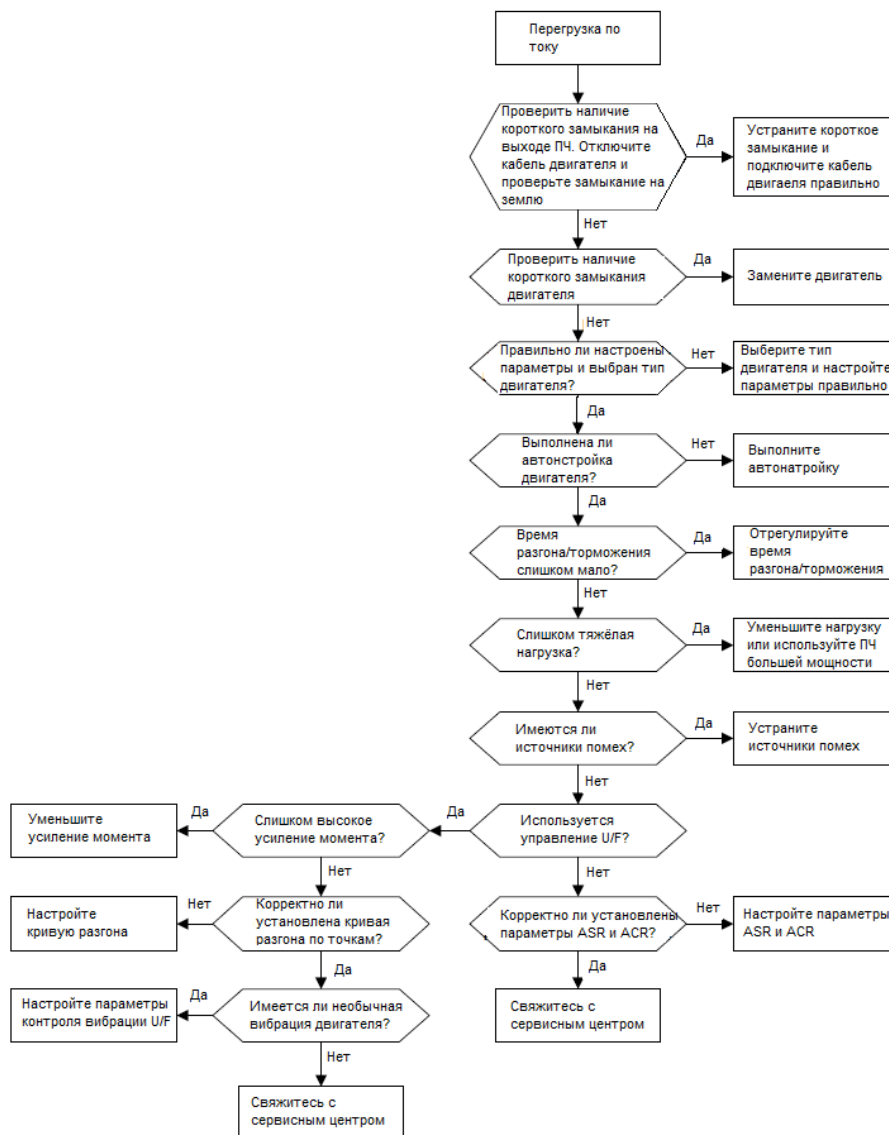 Перегрузка по
току
Проверить наличие
короткого замыкания на
выходе ПЧ. Отключите
кабель двигателя и
проверьте замыкание на
землю
Да
Устраните короткое
замыкание и
подключите кабель
двигаеля правильно
Нет
Проверить наличие
короткого замыкания
двигателя
Да
Замените двигатель
Нет
Правильно ли настроены
параметры и выбран тип
двигателя?
Нет
Выберите тип
двигателя и настройте
параметры правильно
Да
Выполнена ли
автонстройка
двигателя?
Нет
Выполните
автонатройку
Да
Время
разгона/торможения
слишком мало?
Да
Отрегулируйте
время
разгона/торможения
Нет
Слишком тяжёлая
нагрузка?
Да
Уменьшите нагрузку
или используйте ПЧ
большей мощности
Нет
Имеются ли
источники помех?
Да
Устраните
источники помех
Нет
Используется
управление U/F?
Да
Слишком высокое
усиление момента?
Да
Уменьшите
усиление момента
Нет
Корректно ли
установлена кривая
разгона по точкам?
Нет
Настройте
кривую разгона
Да
Имеется ли необычная
вибрация двигателя?
Да
Настройте параметры
контроля вибрации U/F
Нет
Свяжитесь с
сервисным центром
Нет
Корректно ли установлены
параметры ASR и ACR?
Нет
Настройте параметры
ASR и ACR
Да
Свяжитесь с
сервисным центром